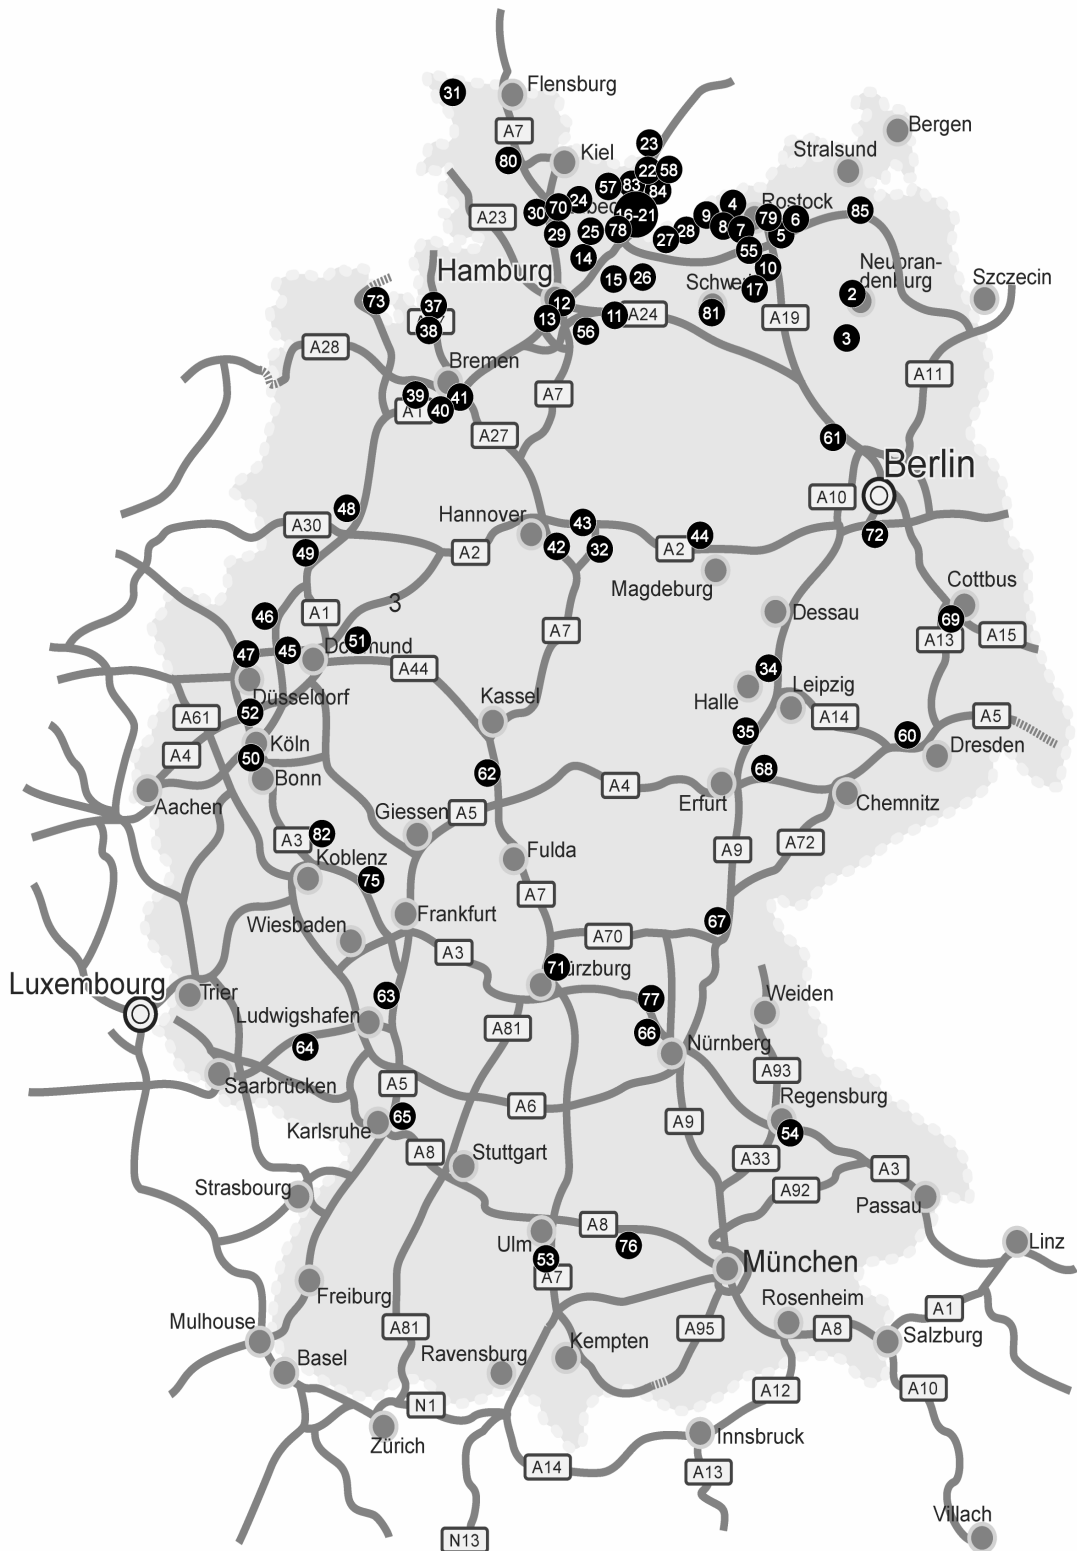 Flensburg
31
A7
Bergen
80
Kiel
23
Stralsund
22
58
57
83
84
24
4
Rostock
A23
30
70
16-21
9
79
6
85
29
25
78
8
7
5
27
28
55
14
Hamburg
10
Neubran-
denburg
Szczecin
15
26
17
2
73
37
12
13
11
A24
81
A19
38
56
3
A28
Bremen
A11
39
41
A1
40
A7
A27
61
Berlin
A10
48
Hannover
43
A30
44
72
49
A2
42
32
A2
Magdeburg
Cottbus
3
46
A1
Dessau
69
A7
A13
A15
51
47
45
Dortmund
A44
34
Düsseldorf
Kassel
Halle
Leipzig
52
A61
A14
A5
Köln
35
60
A4
50
Dresden
Bonn
62
68
Aachen
A4
Erfurt
Chemnitz
Giessen
A5
82
A3
A72
Koblenz
Fulda
A9
75
A7
Frankfurt
67
Wiesbaden
A70
A3
71
ürzburg
Luxembourg
Trier
63
77
Weiden
Ludwigshafen
A81
66
64
Nürnberg
Saarbrücken
A5
A93
A6
Regensburg
65
Karlsruhe
A9
54
A8
Stuttgart
A33
A3
Strasbourg
A92
Passau
A8
Ulm
76
Linz
53
München
A7
Freiburg
Rosenheim
A1
Mulhouse
A81
A95
A8
Salzburg
Kempten
Basel
Ravensburg
A12
A10
N1
Zürich
Innsbruck
A14
A13
Villach
N13